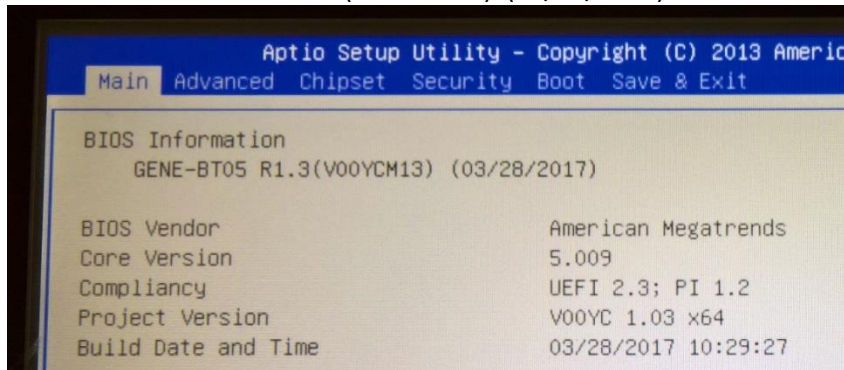 Aptio Setup Utility – Copyright (C) 2013 Americ
Main Advanced Chipset Security Boot Save & Exit
BIOS Information
GENE-BT05 R1.3(V00YCM13) (03/28/2017)
BIOS Vendor American Megatrends
Core Version 5.009
Compliancy UEFI 2.3; PI 1.2
Project Version V00YC 1.03 x64
Build Date and Time 03/28/2017 10:29:27